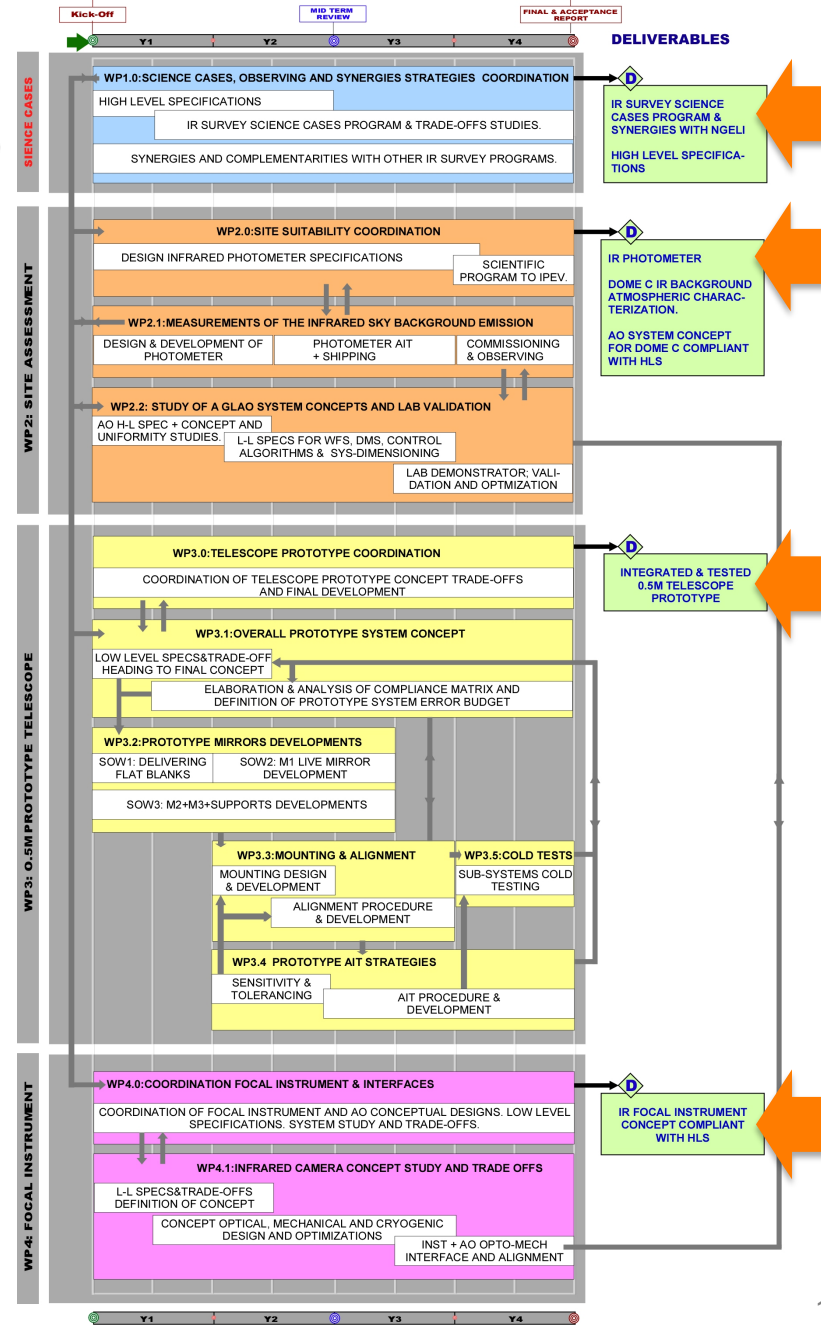 Kick-Off
MID TERM
REVIEW
FINAL & ACCEPTANCE
REPORT
Y1
Y2
Y3
Y4
DELIVERABLES
SIENCE CASES
WP1.0:SCIENCE CASES, OBSERVING AND SYNERGIES STRATEGIES COORDINATION
HIGH LEVEL SPECIFICATIONS
IR SURVEY SCIENCE CASES PROGRAM & TRADE-OFFS STUDIES.
SYNERGIES AND COMPLEMENTARITIES WITH OTHER IR SURVEY PROGRAMS.
D
IR SURVEY SCIENCE
CASES PROGRAM &
SYNERGIES WITH NGELI
HIGH LEVEL SPECIFICA-
TIONS
WP2: SITE ASSESSMENT
WP2.0:SITE SUITABILITY COORDINATION
DESIGN INFRARED PHOTOMETER SPECIFICATIONS
SCIENTIFIC
PROGRAM TO IPEV.
D
IR PHOTOMETER
DOME C IR BACKGROUND
ATMOSPHERIC CHARAC-
TERIZATION.
AO SYSTEM CONCEPT
FOR DOME C COMPLIANT
WITH HLS
WP2.1:MEASUREMENTS OF THE INFRARED SKY BACKGROUND EMISSION
DESIGN & DEVELOPMENT OF
PHOTOMETER
PHOTOMETER AIT
+ SHIPPING
COMMISSIONING
& OBSERVING
WP2.2: STUDY OF A GLAO SYSTEM CONCEPTS AND LAB VALIDATION
AO H-L SPEC + CONCEPT AND
UNIFORMITY STUDIES.
L-L SPECS FOR WFS, DMS, CONTROL
ALGORITHMS & SYS-DIMENSIONING
LAB DEMONSTRATOR; VALI-
DATION AND OPTMIZATION
WP3: 0.5M PROTOTYPE TELESCOPE
WP3.0:TELESCOPE PROTOTYPE COORDINATION
COORDINATION OF TELESCOPE PROTOTYPE CONCEPT TRADE-OFFS
AND FINAL DEVELOPMENT
D
INTEGRATED & TESTED
0.5M TELESCOPE
PROTOTYPE
WP3.1:OVERALL PROTOTYPE SYSTEM CONCEPT
LOW LEVEL SPECS&TRADE-OFF
HEADING TO FINAL CONCEPT
ELABORATION & ANALYSIS OF COMPLIANCE MATRIX AND
DEFINITION OF PROTOTYPE SYSTEM ERROR BUDGET
WP3.2:PROTOTYPE MIRRORS DEVELOPMENTS
SOW1: DELIVERING
FLAT BLANKS
SOW2: M1 LIVE MIRROR
DEVELOPMENT
SOW3: M2+M3+SUPPORTS DEVELOPMENTS
WP3.3:MOUNTING & ALIGNMENT
MOUNTING DESIGN
& DEVELOPMENT
ALIGNMENT PROCEDURE
& DEVELOPMENT
WP3.5:COLD TESTS
SUB-SYSTEMS COLD
TESTING
WP3.4 PROTOTYPE AIT STRATEGIES
SENSITIVITY &
TOLERANCING
AIT PROCEDURE &
DEVELOPMENT
WP4: FOCAL INSTRUMENT
WP4.0:COORDINATION FOCAL INSTRUMENT & INTERFACES
COORDINATION OF FOCAL INSTRUMENT AND AO CONCEPTUAL DESIGNS. LOW LEVEL
SPECIFICATIONS. SYSTEM STUDY AND TRADE-OFFS.
D
IR FOCAL INSTRUMENT
CONCEPT COMPLIANT
WITH HLS
WP4.1:INFRARED CAMERA CONCEPT STUDY AND TRADE OFFS
L-L SPECS&TRADE-OFFS
DEFINITION OF CONCEPT
CONCEPT OPTICAL, MECHANICAL AND CRYOGENIC
DESIGN AND OPTIMIZATIONS
INST + AO OPTO-MECH
INTERFACE AND ALIGNMENT
Y1
Y2
Y3
Y4